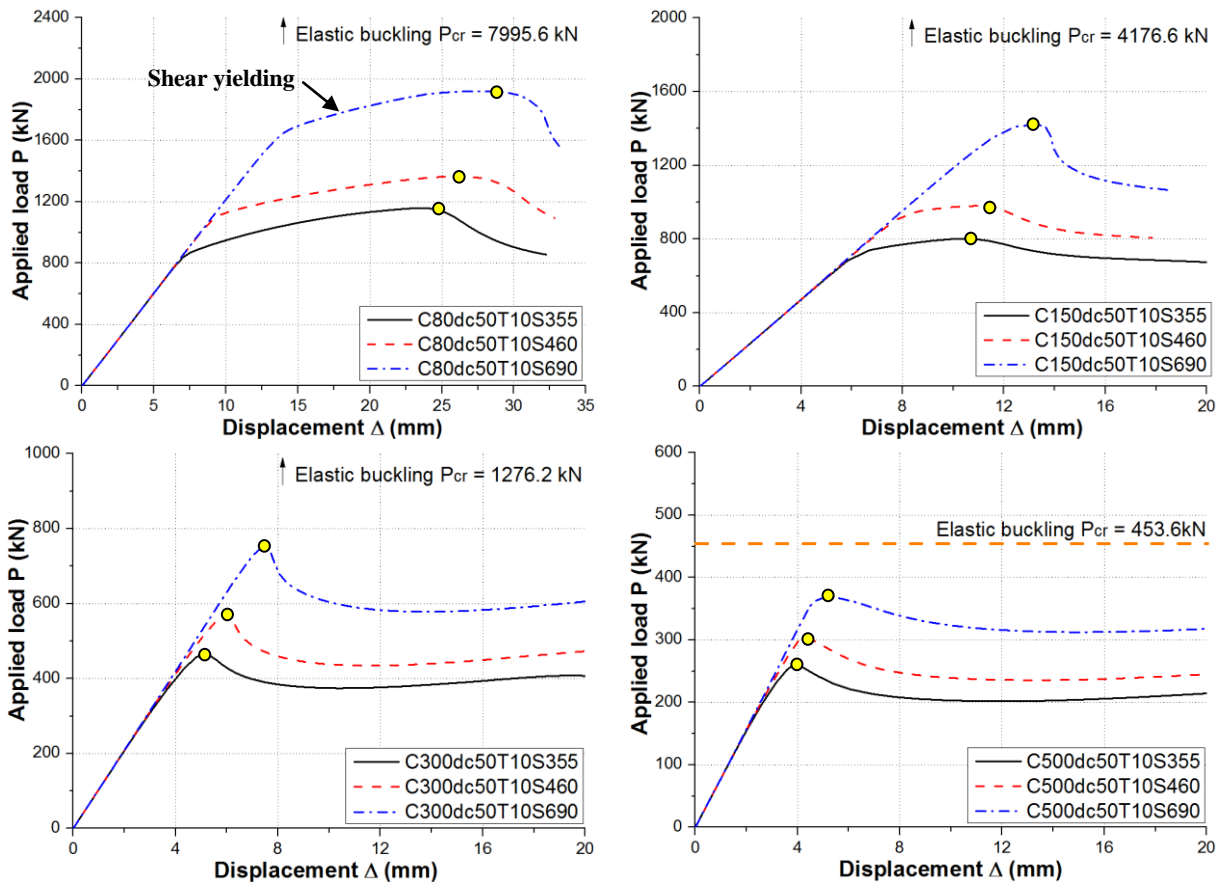 2400
2000
1600
1200
800
400
0
Applied load P (kN)
↑ Elastic buckling Pcr = 7995.6 kN
Shear yielding
C80dc50T10S355
C80dc50T10S460
C80dc50T10S690
0 5 10 15 20 25 30 35
Displacement Δ (mm)
2000
1600
1200
800
400
0
Applied load P (kN)
↑ Elastic buckling Pcr = 4176.6 kN
C150dc50T10S355
C150dc50T10S460
C150dc50T10S690
0 4 8 12 16 20
Displacement Δ (mm)
1000
800
600
400
200
0
Applied load P (kN)
↑ Elastic buckling Pcr = 1276.2 kN
C300dc50T10S355
C300dc50T10S460
C300dc50T10S690
0 4 8 12 16 20
Displacement Δ (mm)
600
500
400
300
200
100
0
Applied load P (kN)
Elastic buckling Pcr = 453.6kN
C500dc50T10S355
C500dc50T10S460
C500dc50T10S690
0 4 8 12 16 20
Displacement Δ (mm)